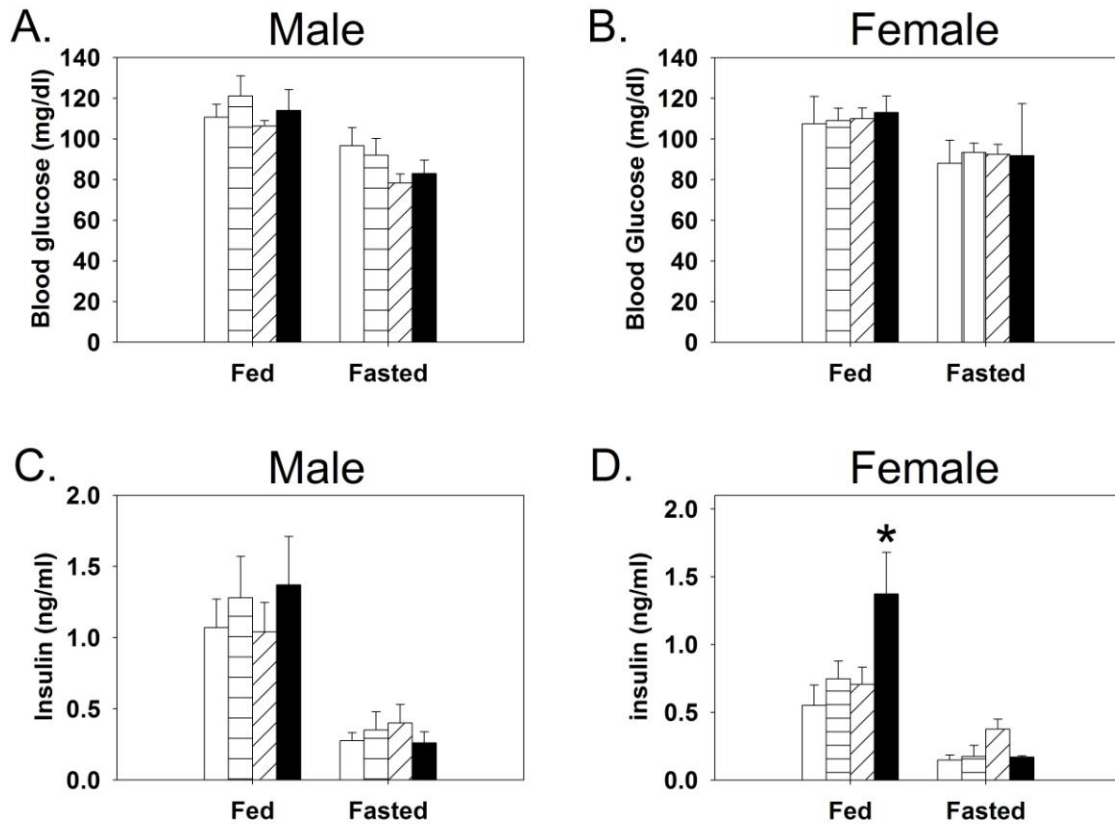 A.
Male
Blood glucose (mg/dl)
140
120
100
80
60
40
20
0
Fed
Fasted
B.
Female
Blood Glucose (mg/dl)
140
120
100
80
60
40
20
0
Fed
Fasted
C.
Male
Insulin (ng/ml)
2.0
1.5
1.0
0.5
0.0
Fed
Fasted
D.
Female
insulin (ng/ml)
2.0
1.5
1.0
0.5
0.0
*
Fed
Fasted